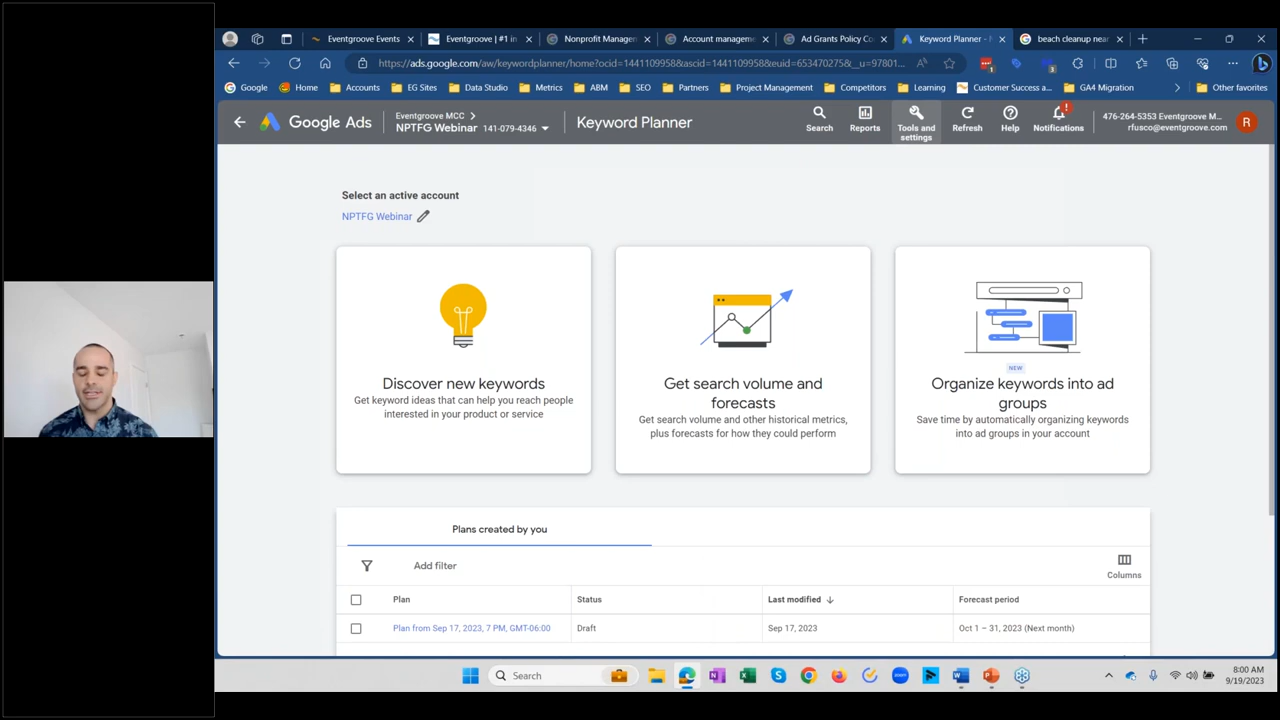 Eventgroove Events
Eventgroove | #1 in
Nonprofit Manage
Account managem
Ad Grants Policy Co
Keyword Planner -
beach cleanup near
https://ads.google.com/aw/keywordplanner/home?ocid=1441109958&ascid=1441109958&euid=653470275&__u=97801...
1
3
Google
Home
Accounts
EG Sites
Data Studio
Metrics
ABM
SEO
Partners
Project Management
Competitors
Learning
Customer Success a...
GA4 Migration
Other favorites
Google Ads
Eventgroove MCC
NPTFG Webinar 141-079-4346
Keyword Planner
Search
Reports
Tools and
settings
Refresh
Help
!
Notifications
476-264-5353 Eventgroove M...
rfusco@eventgroove.com
R
Select an active account
NPTFG Webinar
Discover new keywords
Get keyword ideas that can help you reach people
interested in your product or service
Get search volume and
forecasts
Get search volume and other historical metrics,
plus forecasts for how they could perform
NEW
Organize keywords into ad
groups
Save time by automatically organizing keywords
into ad groups in your account
Plans created by you
Add filter
Columns
Plan
Status
Last modified
Forecast period
Plan from Sep 17, 2023, 7 PM, GMT-06:00
Draft
Sep 17, 2023
Oct 1 – 31, 2023 (Next month)
Search
8:00 AM
9/19/2023